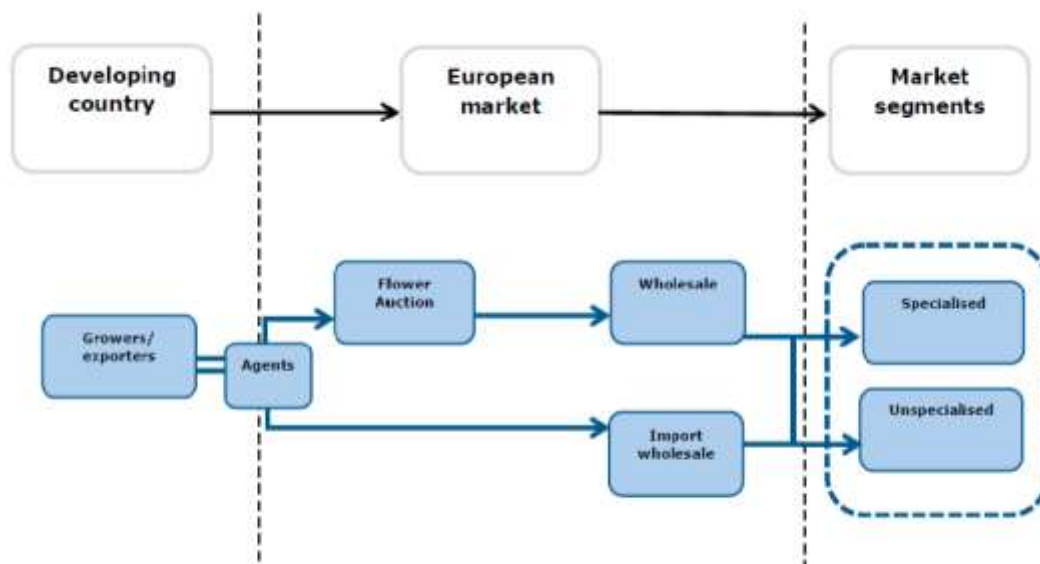 Developing
country
European
market
Market
segments
Growers/
exporters
Agents
Flower
Auction
Wholesale
Import
wholesale
Specialised
Unspecialised